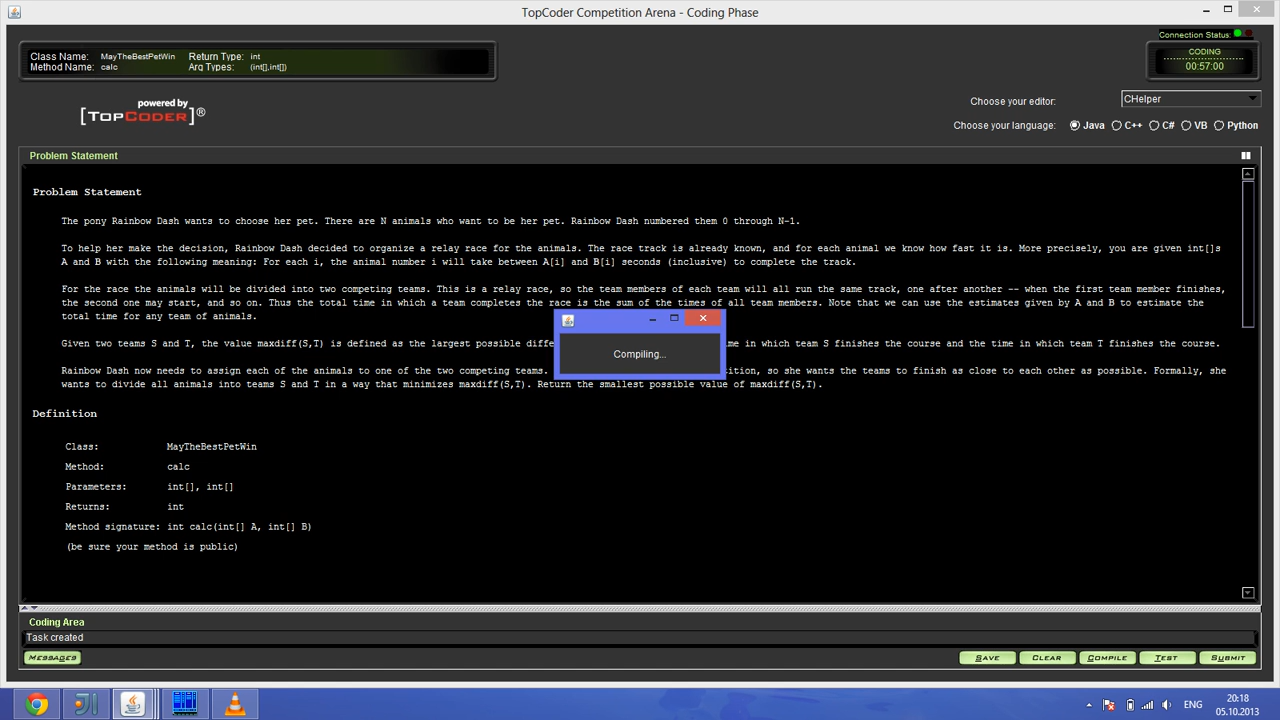 TopCoder Competition Arena - Coding Phase
Connection Status:
Class Name: MayTheBestPetWin Return Type: int
Method Name: calc Arg Types: (int[],int[])
CODING
00:57:00
powered by
[TOPCODER]®
Choose your editor: CHelper
Choose your language: Java C++ C# VB Python
Problem Statement
Problem Statement
The pony Rainbow Dash wants to choose her pet. There are N animals who want to be her pet. Rainbow Dash numbered them 0 through N-1.
To help her make the decision, Rainbow Dash decided to organize a relay race for the animals. The race track is already known, and for each animal we know how fast it is. More precisely, you are given int[]s
A and B with the following meaning: For each i, the animal number i will take between A[i] and B[i] seconds (inclusive) to complete the track.
For the race the animals will be divided into two competing teams. This is a relay race, so the team members of each team will all run the same track, one after another -- when the first team member finishes,
the second one may start, and so on. Thus the total time in which a team completes the race is the sum of the times of all team members. Note that we can use the estimates given by A and B to estimate the
total time for any team of animals.
Given two teams S and T, the value maxdiff(S,T) is defined as the largest possible diffe me in which team S finishes the course and the time in which team T finishes the course.
Rainbow Dash now needs to assign each of the animals to one of the two competing teams. ition, so she wants the teams to finish as close to each other as possible. Formally, she
wants to divide all animals into teams S and T in a way that minimizes maxdiff(S,T). Return the smallest possible value of maxdiff(S,T).
Compiling...
Definition
Class: MayTheBestPetWin
Method: calc
Parameters: int[], int[]
Returns: int
Method signature: int calc(int[] A, int[] B)
(be sure your method is public)
Coding Area
Task created
MESSAGES SAVE CLEAR COMPILE TEST SUBMIT
ENG
20:18
05.10.2013